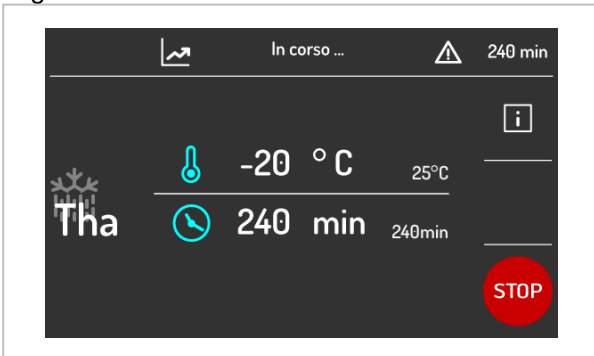 In corso ...
240 min
i
-20 °C
25°C
Tha
240 min
240min
STOP